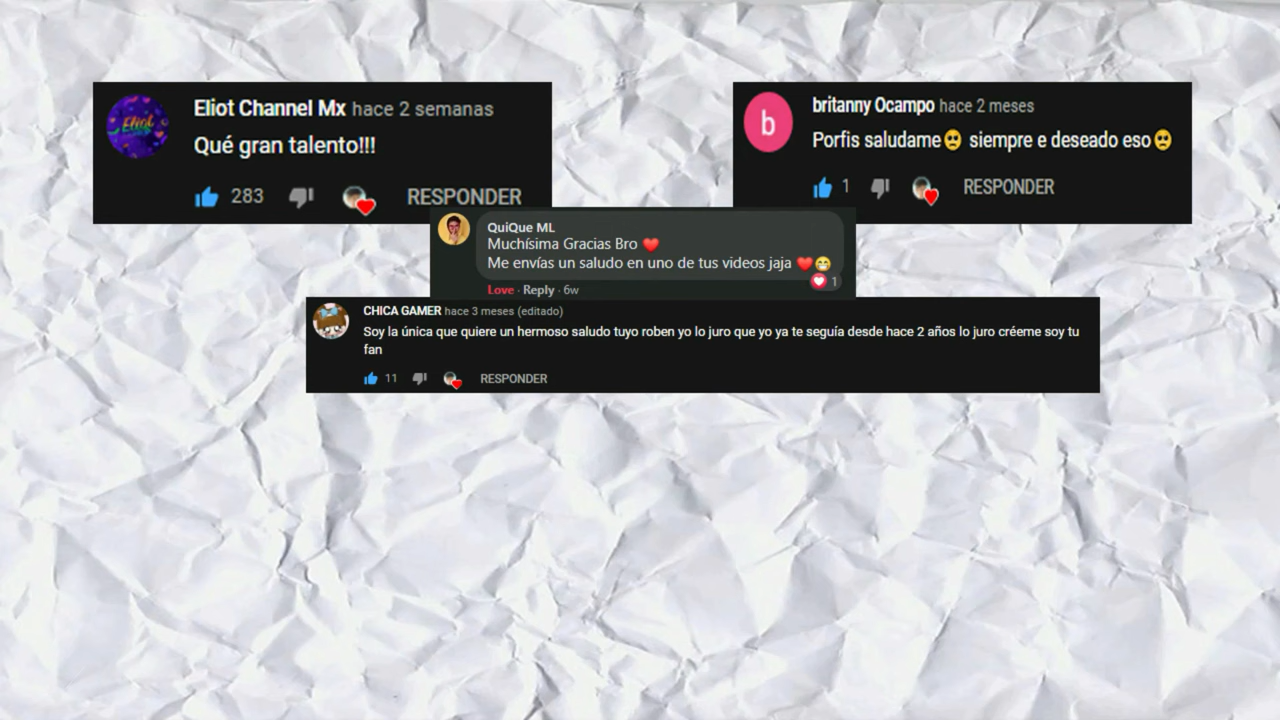 Eliot Channel Mx hace 2 semanas
Qué gran talento!!!
283 RESPONDER
b
britanny Ocampo hace 2 meses
Porfis saludame🥺 siempre e deseado eso🥺
1 RESPONDER
QuiQue ML
Muchísima Gracias Bro ❤️
Me envías un saludo en uno de tus videos jaja ❤️😁
1
Love · Reply · 6w
CHICA GAMER hace 3 meses (editado)
Soy la única que quiere un hermoso saludo tuyo roben yo lo juro que yo ya te seguía desde hace 2 años lo juro créeme soy tu
fan
11 RESPONDER
Eliot